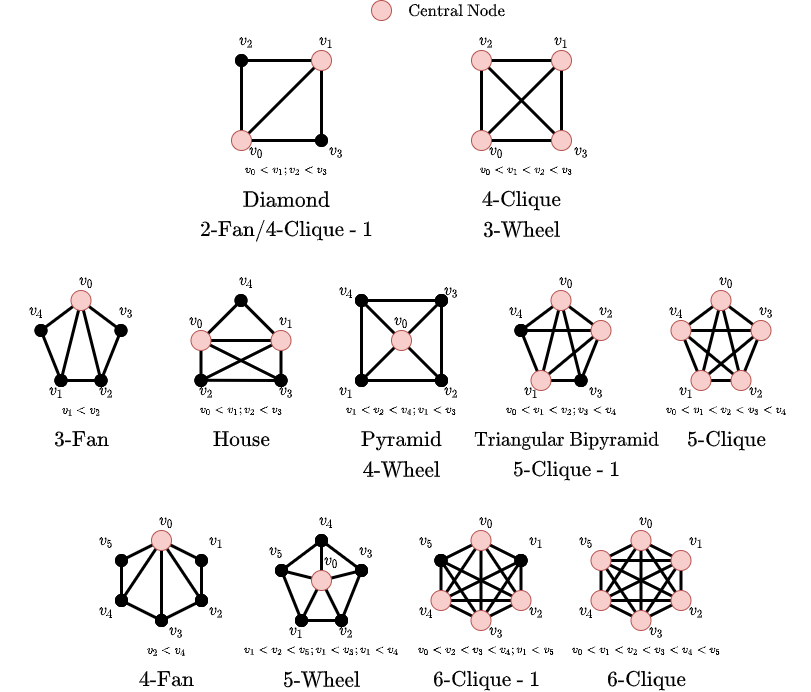 Central Node
v₂ v₁
v₀ v₃
v₀ < v₁; v₂ < v₃
Diamond
2-Fan/4-Clique - 1
v₂ v₁
v₀ v₃
v₀ < v₁ < v₂ < v₃
4-Clique
3-Wheel
v₀
v₄ v₃
v₁ v₂
v₁ < v₂
3-Fan
v₄
v₀ v₁
v₂ v₃
v₀ < v₁; v₂ < v₃
House
v₄ v₃
v₀
v₁ v₂
v₁ < v₂ < v₄; v₁ < v₃
Pyramid
4-Wheel
v₀
v₄ v₂
v₁ v₃
v₀ < v₁ < v₂; v₃ < v₄
Triangular Bipyramid
5-Clique - 1
v₀
v₄ v₃
v₁ v₂
v₀ < v₁ < v₂ < v₃ < v₄
5-Clique
v₀
v₅ v₁
v₄ v₂
v₃
v₂ < v₄
4-Fan
v₄
v₅ v₃
v₀
v₁ v₂
v₁ < v₂ < v₅; v₁ < v₃; v₁ < v₄
5-Wheel
v₀
v₅ v₁
v₄ v₂
v₃
v₀ < v₂ < v₃ < v₄; v₁ < v₅
6-Clique - 1
v₀
v₅ v₁
v₄ v₂
v₃
v₀ < v₁ < v₂ < v₃ < v₄ < v₅
6-Clique